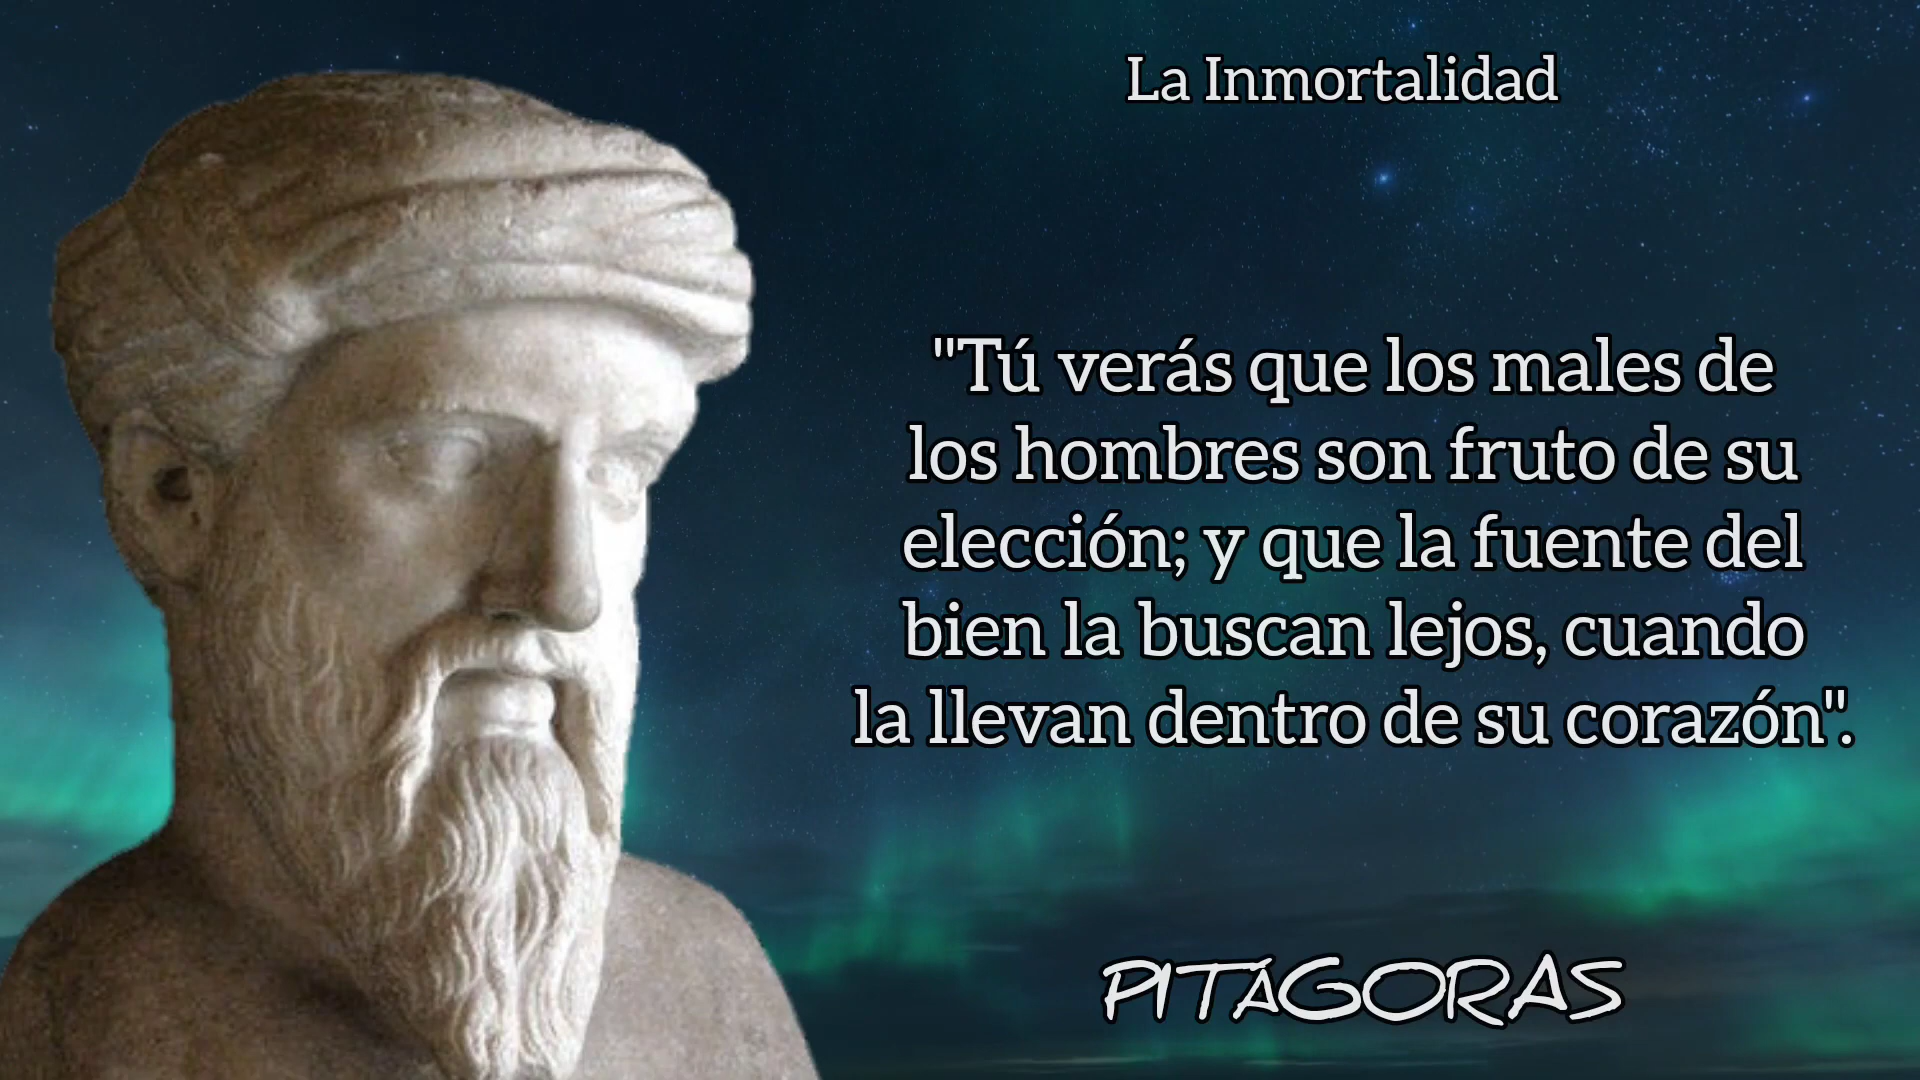 La Inmortalidad
"Tú verás que los males de
los hombres son fruto de su
elección; y que la fuente del
bien la buscan lejos, cuando
la llevan dentro de su corazón".
PITÁGORAS